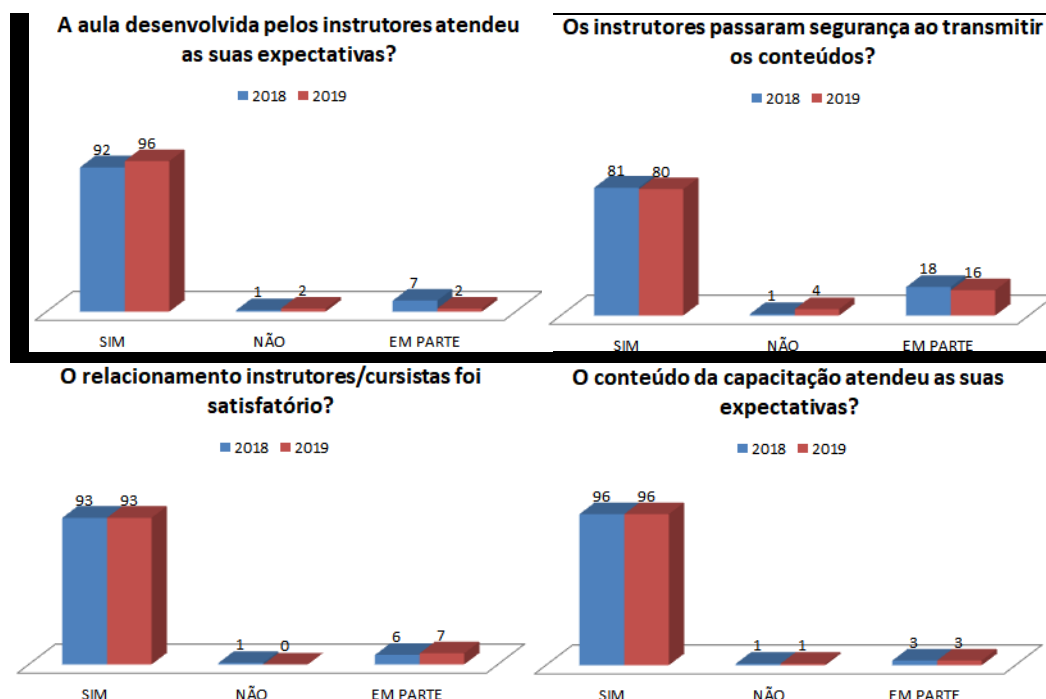 A aula desenvolvida pelos instrutores atendeu
as suas expectativas?
2018 2019
92 96
1 2
7 2
SIM NÃO EM PARTE
Os instrutores passaram segurança ao transmitir
os conteúdos?
2018 2019
81 80
1 4
18 16
SIM NÃO EM PARTE
O relacionamento instrutores/cursistas foi
satisfatório?
2018 2019
93 93
1 0
6 7
SIM NÃO EM PARTE
O conteúdo da capacitação atendeu as suas
expectativas?
2018 2019
96 96
1 1
3 3
SIM NÃO EM PARTE